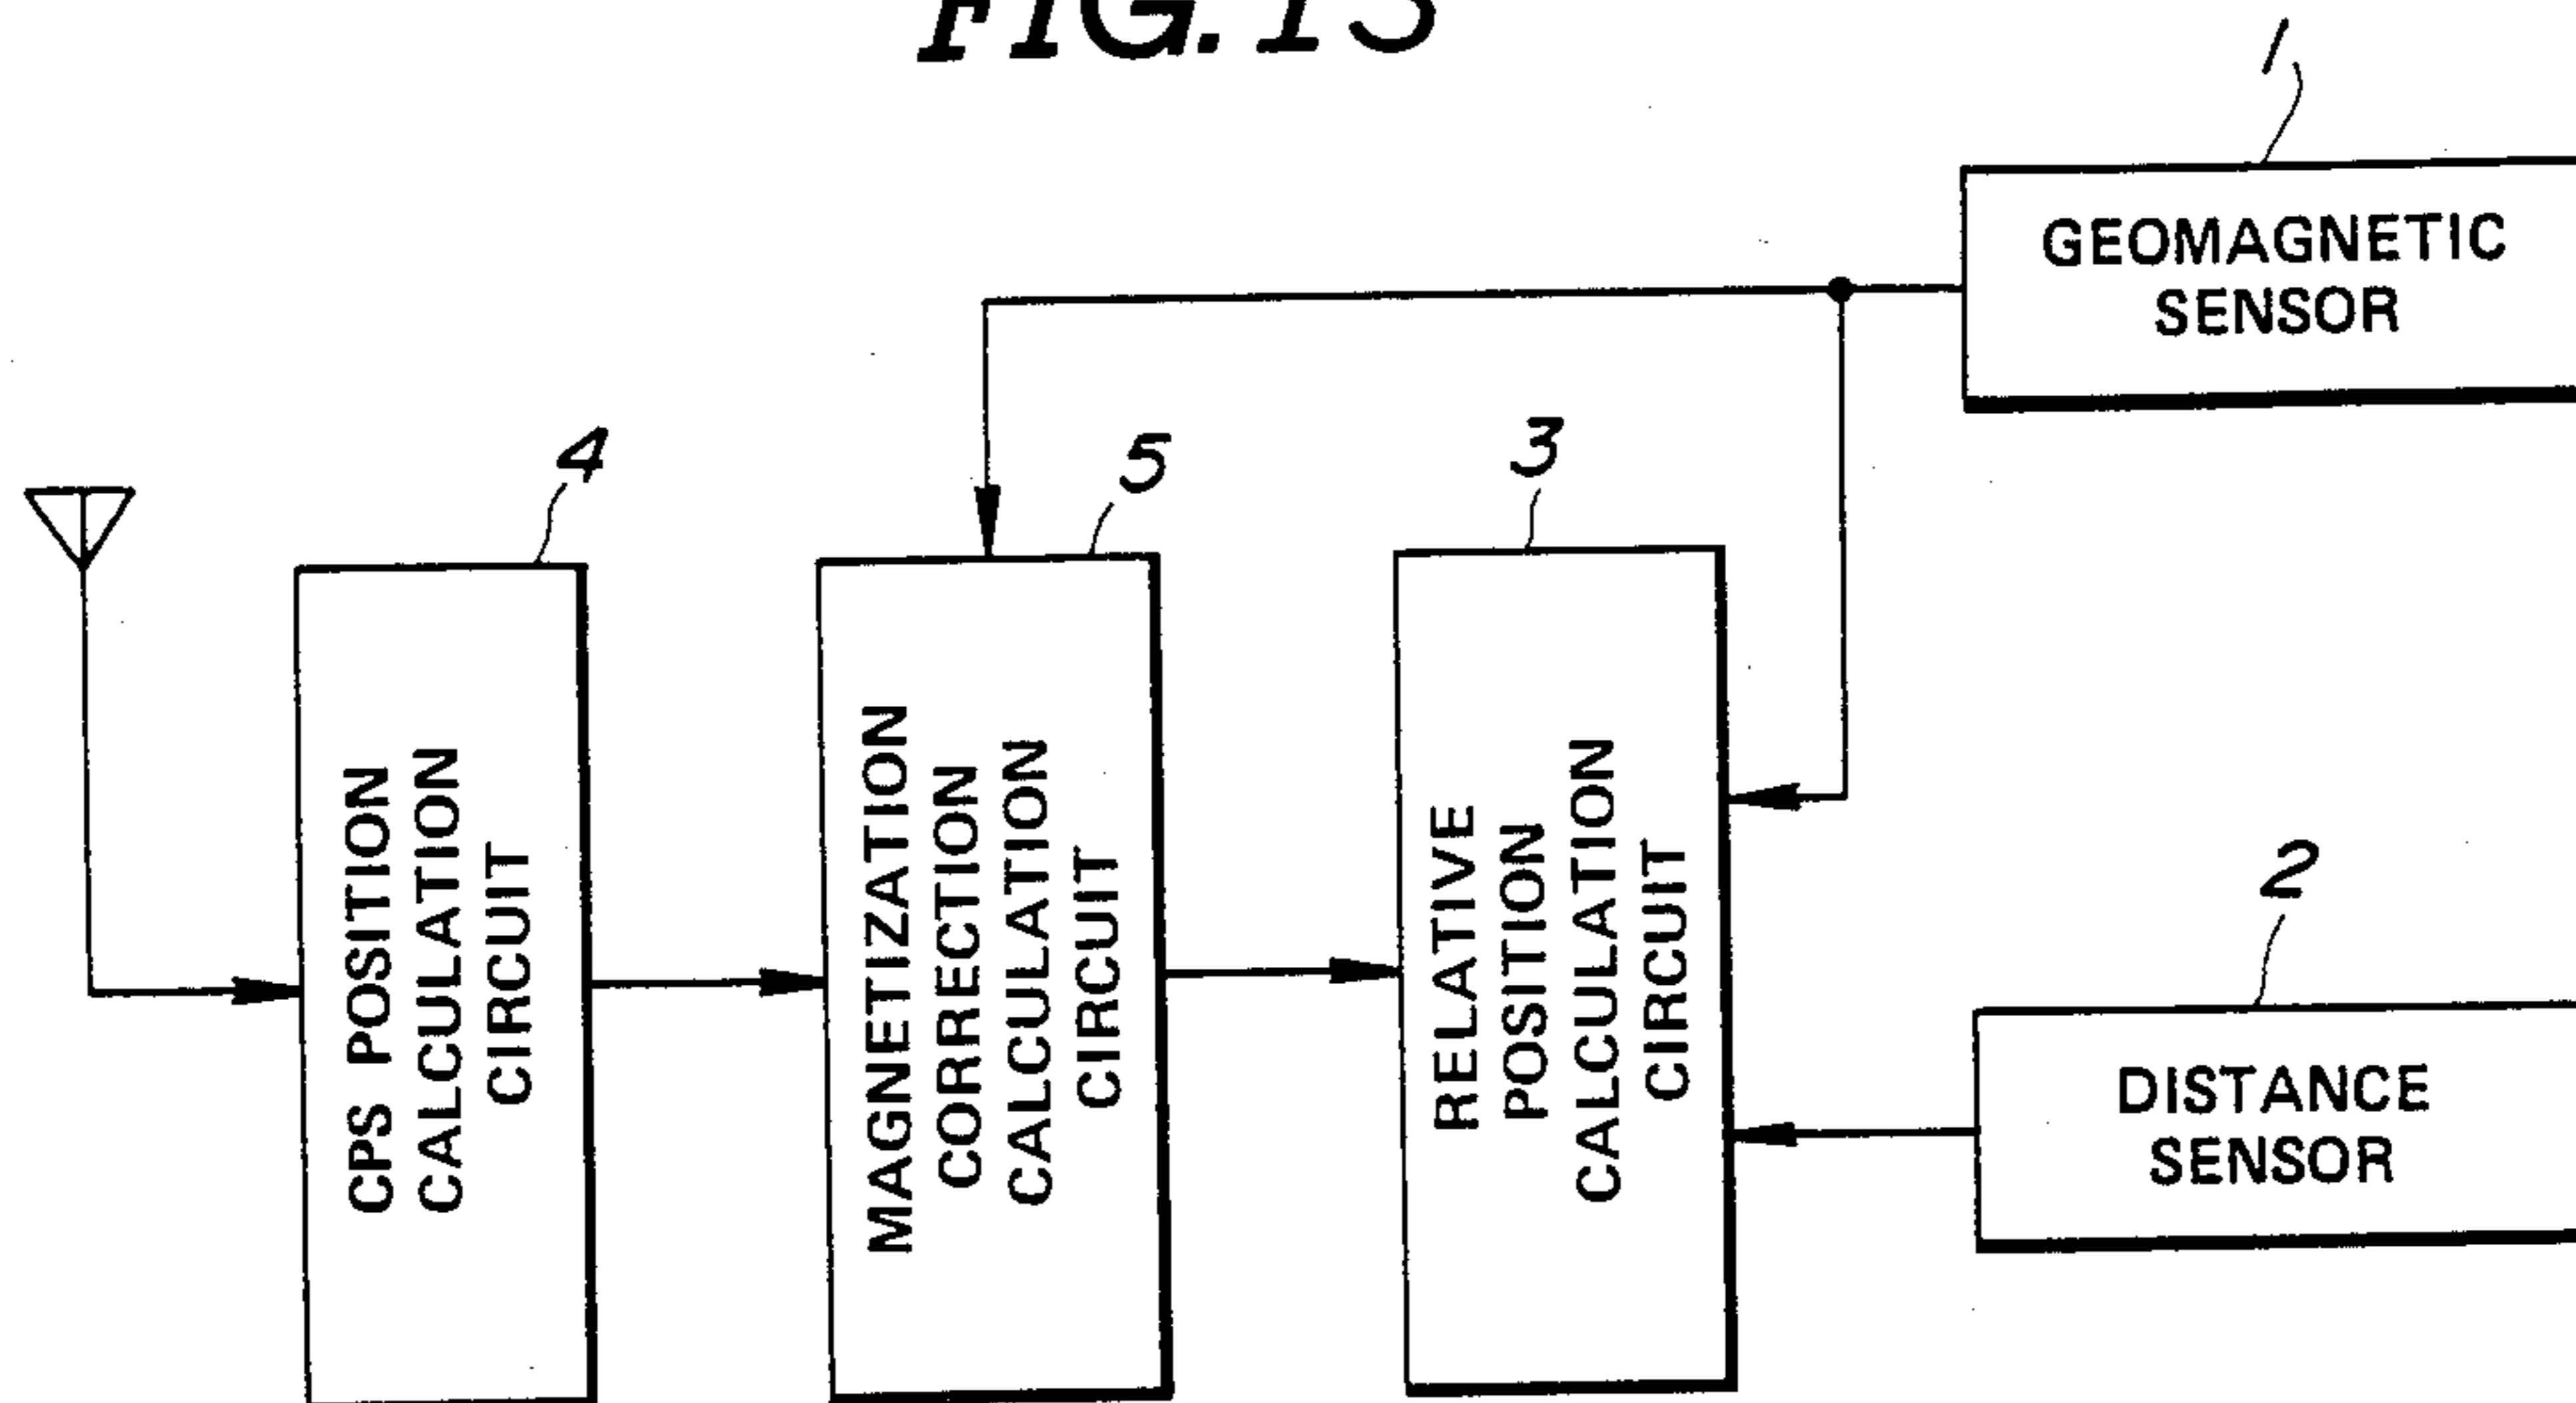 FIG. 13
1
GEOMAGNETIC
SENSOR
4
5
3
CPS POSITION
CALCULATION
CIRCUIT
MAGNETIZATION
CORRECTION
CALCULATION
CIRCUIT
RELATIVE
POSITION
CALCULATION
CIRCUIT
2
DISTANCE
SENSOR